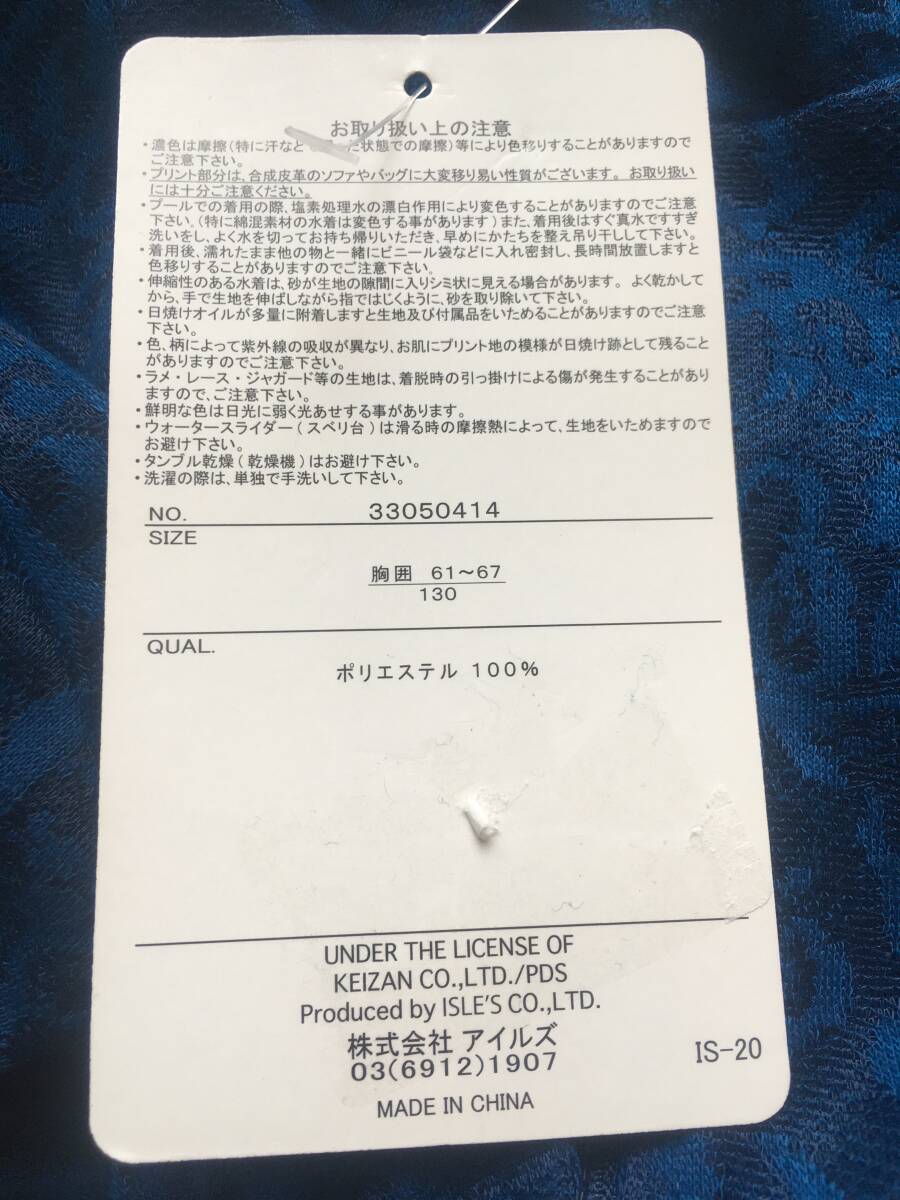 お取り扱い上の注意
・濃色は摩擦(特に汗など た状態での摩擦)等により色移りすることがありますので
ご注意下さい。
・プリント部分は、合成皮革のソファやバッグに大変移り易い性質がございます。お取り扱い
には十分ご注意ください。
・プールでの着用の際、塩素処理水の漂白作用により変色することがありますのでご注意
下さい。(特に綿混素材の水着は変色する事があります)また、着用後はすぐ真水ですすぎ
洗いをし、よく水を切ってお持ち帰りいただき、早めにかたちを整え吊り干しして下さい。
・着用後、濡れたまま他の物と一緒にビニール袋などに入れ密封し、長時間放置しますと
色移りすることがありますのでご注意下さい。
・伸縮性のある水着は、砂が生地の隙間に入りシミ状に見える場合があります。よく乾かして
から、手で生地を伸ばしながら指ではじくように、砂を取り除いて下さい。
・日焼けオイルが多量に附着しますと生地及び付属品をいためることがありますのでご注意
下さい。
・色、柄によって紫外線の吸収が異なり、お肌にプリント地の模様が日焼け跡として残ること
がありますのでご注意下さい。
・ラメ・レース・ジャガード等の生地は、着脱時の引っ掛けによる傷が発生することがあり
ますので、ご注意下さい。
・鮮明な色は日光に弱く光あせする事があります。
・ウォータースライダー(スベリ台)は滑る時の摩擦熱によって、生地をいためますので
お避け下さい。
・タンブル乾燥(乾燥機)はお避け下さい。
・洗濯の際は、単独で手洗いして下さい。
NO. 33050414
SIZE
胸囲 61～67
130
QUAL.
ポリエステル 100%
UNDER THE LICENSE OF
KEIZAN CO.,LTD./PDS
Produced by ISLE'S CO.,LTD.
株式会社 アイルズ
03(6912)1907
IS-20
MADE IN CHINA